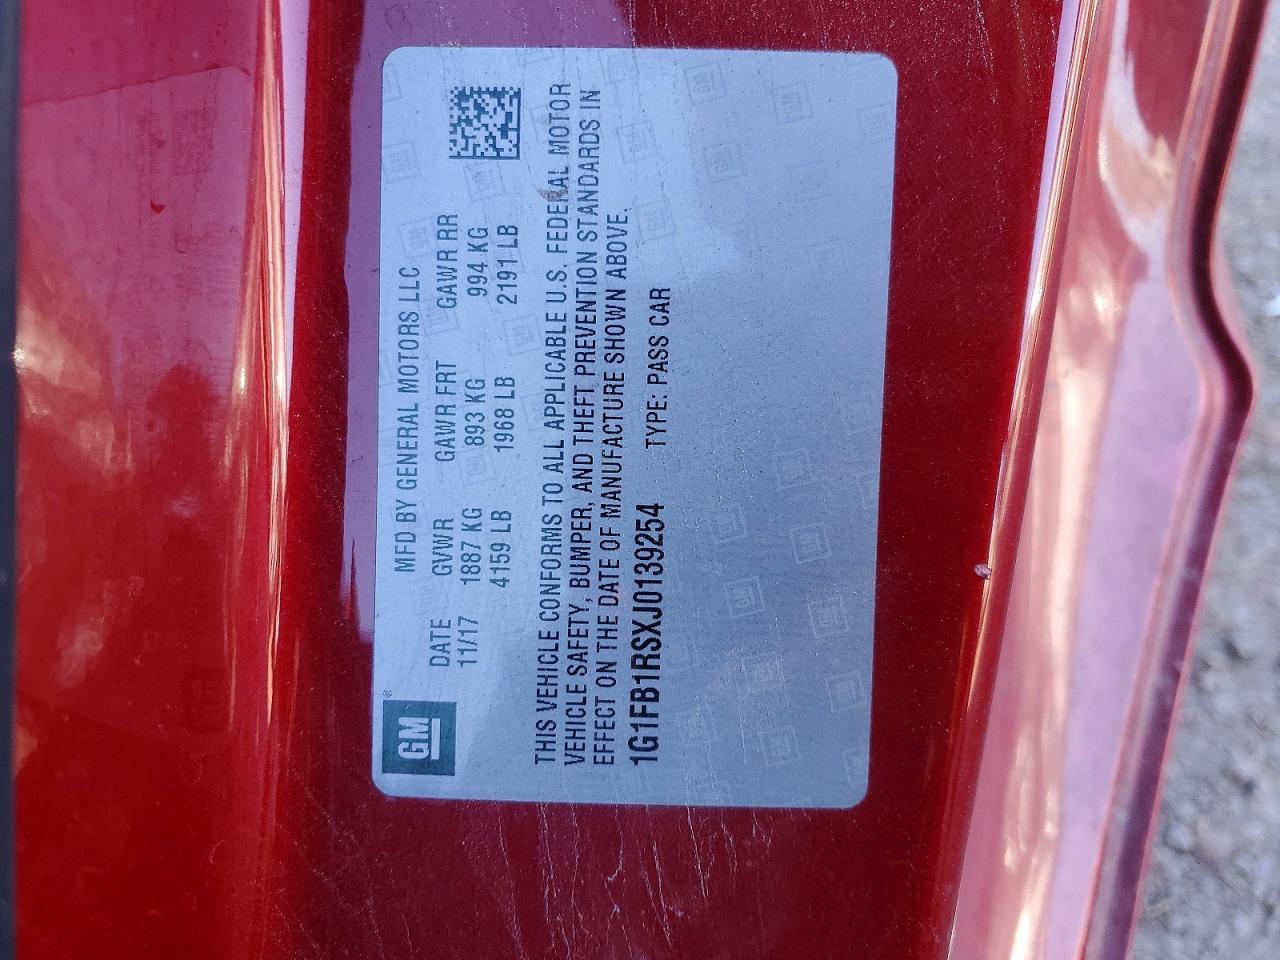 GM ®
MFD BY GENERAL MOTORS LLC
DATE GVWR GAWR FRT GAWR RR
11/17 1887 KG 893 KG 994 KG
4159 LB 1968 LB 2191 LB
THIS VEHICLE CONFORMS TO ALL APPLICABLE U.S. FEDERAL MOTOR
VEHICLE SAFETY, BUMPER, AND THEFT PREVENTION STANDARDS IN
EFFECT ON THE DATE OF MANUFACTURE SHOWN ABOVE.
1G1FB1RSXJ0139254 TYPE: PASS CAR